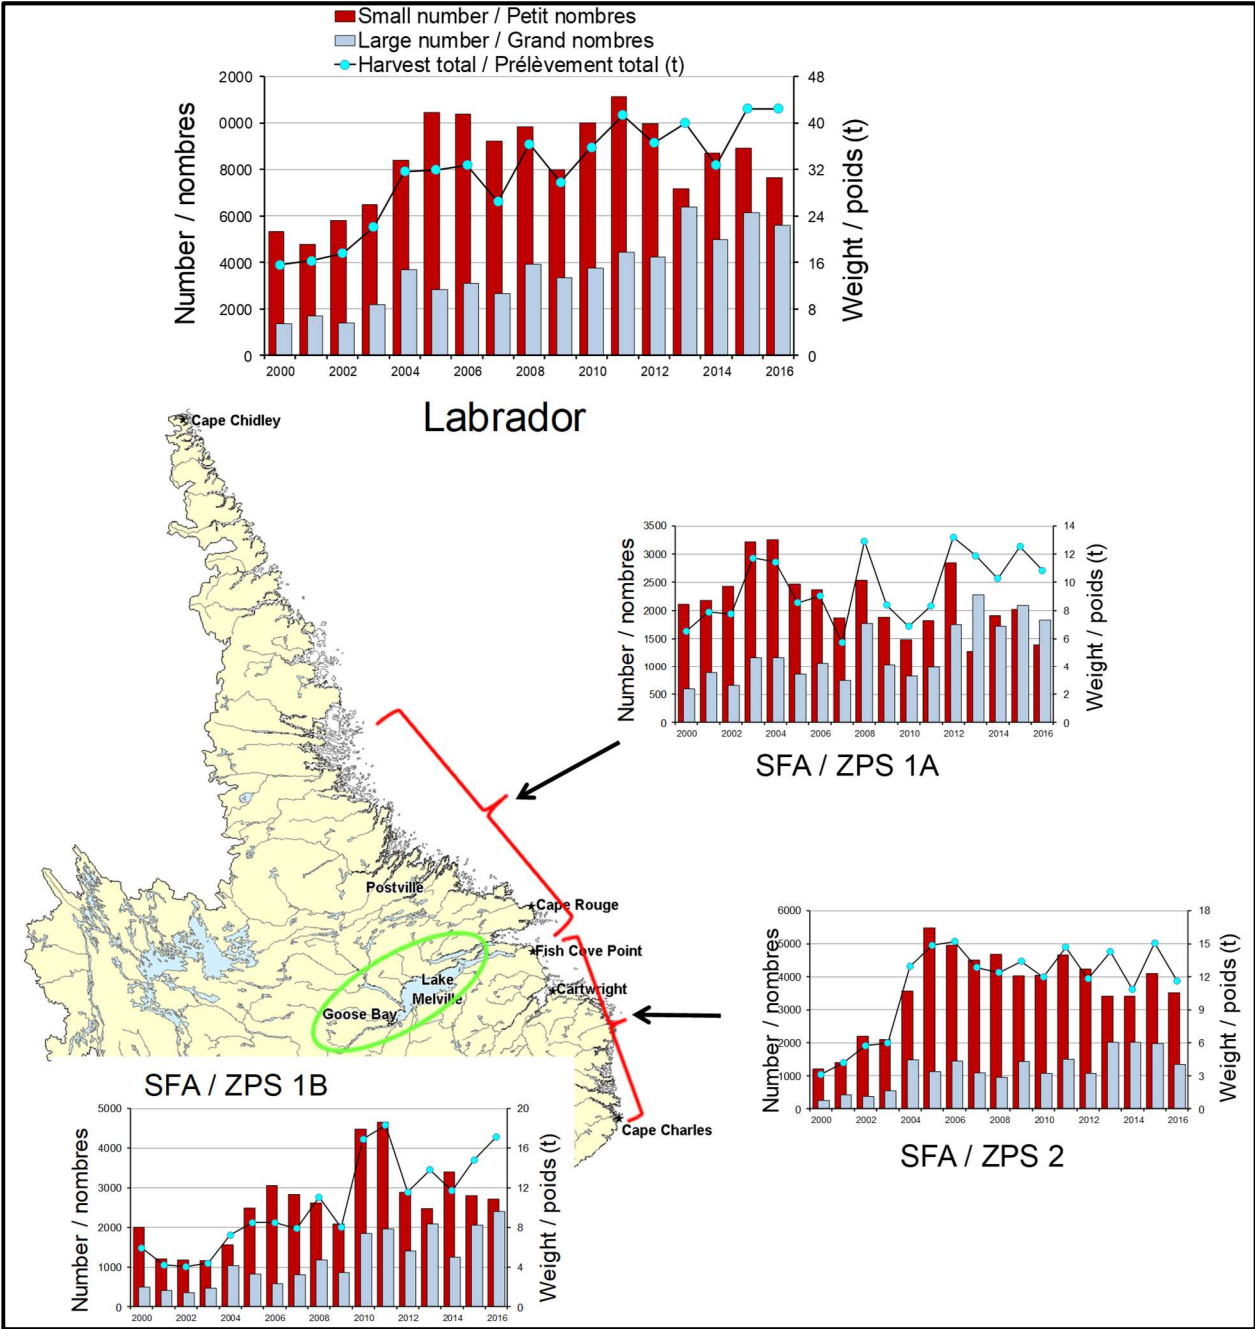 Small number / Petit nombres
Large number / Grand nombres
Harvest total / Prélèvement total (t)
Number / nombres
2000
0000
8000
6000
4000
2000
0
48
40
32
24
16
8
0
Weight / poids (t)
2000 2002 2004 2006 2008 2010 2012 2014 2016
Labrador
Cape Chidley
Number / nombres
3500
3000
2500
2000
1500
1000
500
0
14
12
10
8
6
4
2
0
Weight / poids (t)
2000 2002 2004 2006 2008 2010 2012 2014 2016
SFA / ZPS 1A
Postville
Cape Rouge
Fish Cove Point
Lake
Melville
Cartwright
Goose Bay
Cape Charles
Number / nombres
6000
5000
4000
3000
2000
1000
0
18
15
12
9
6
3
0
Weight / poids (t)
2000 2002 2004 2006 2008 2010 2012 2014 2016
SFA / ZPS 2
SFA / ZPS 1B
Number / nombres
5000
4000
3000
2000
1000
0
20
16
12
8
4
0
Weight / poids (t)
2000 2002 2004 2006 2008 2010 2012 2014 2016